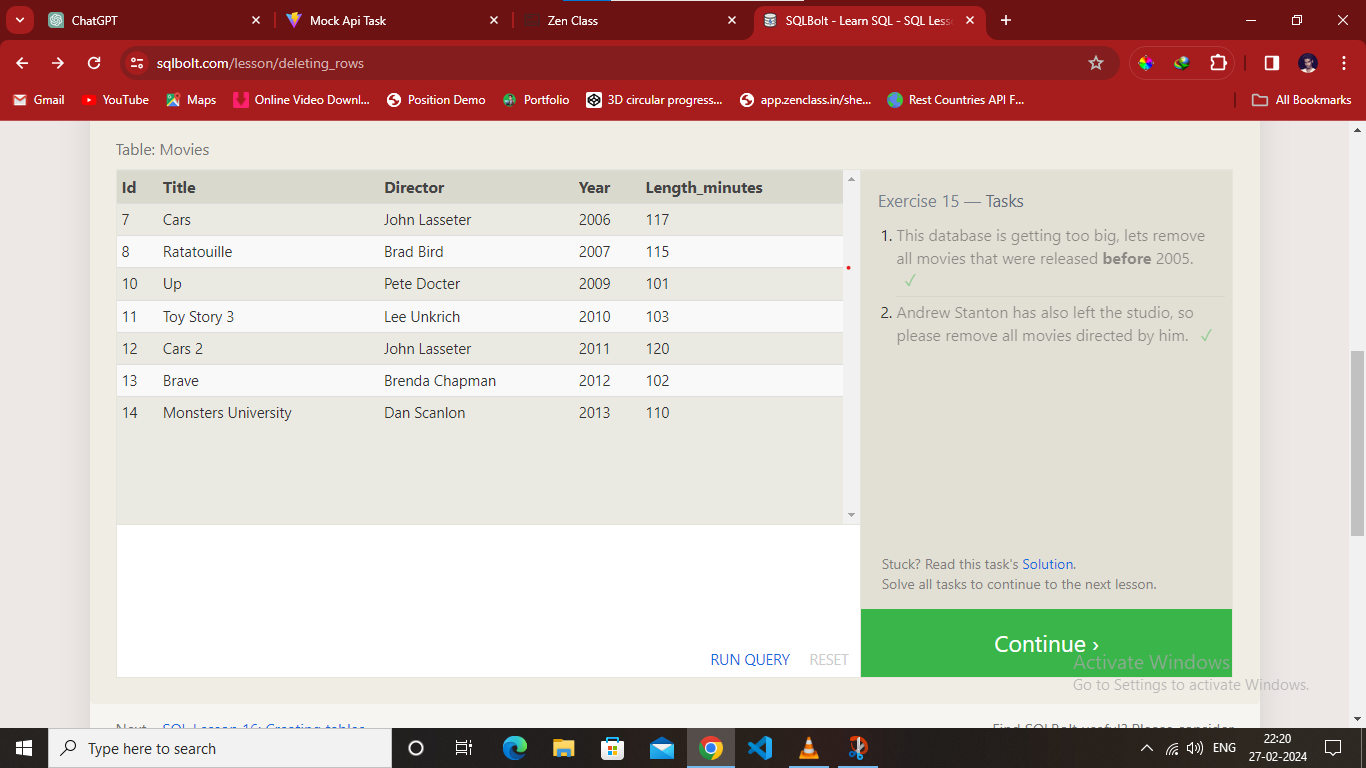 ChatGPT
Mock Api Task
Zen Class
SQLBolt - Learn SQL - SQL Less
sqlbolt.com/lesson/deleting_rows
Gmail
YouTube
Maps
Online Video Downl...
Position Demo
Portfolio
3D circular progress...
app.zenclass.in/she...
Rest Countries API F...
All Bookmarks
Table: Movies
Id Title Director Year Length_minutes
7 Cars John Lasseter 2006 117
8 Ratatouille Brad Bird 2007 115
10 Up Pete Docter 2009 101
11 Toy Story 3 Lee Unkrich 2010 103
12 Cars 2 John Lasseter 2011 120
13 Brave Brenda Chapman 2012 102
14 Monsters University Dan Scanlon 2013 110
RUN QUERY RESET
Exercise 15 — Tasks
1. This database is getting too big, lets remove
all movies that were released before 2005.
✓
2. Andrew Stanton has also left the studio, so
please remove all movies directed by him. ✓
Stuck? Read this task's Solution.
Solve all tasks to continue to the next lesson.
Continue ›
Activate Windows
Go to Settings to activate Windows.
Next – SQL Lesson 16: Creating tables
Find SQLBolt useful? Please consider
Type here to search
ENG
22:20
27-02-2024